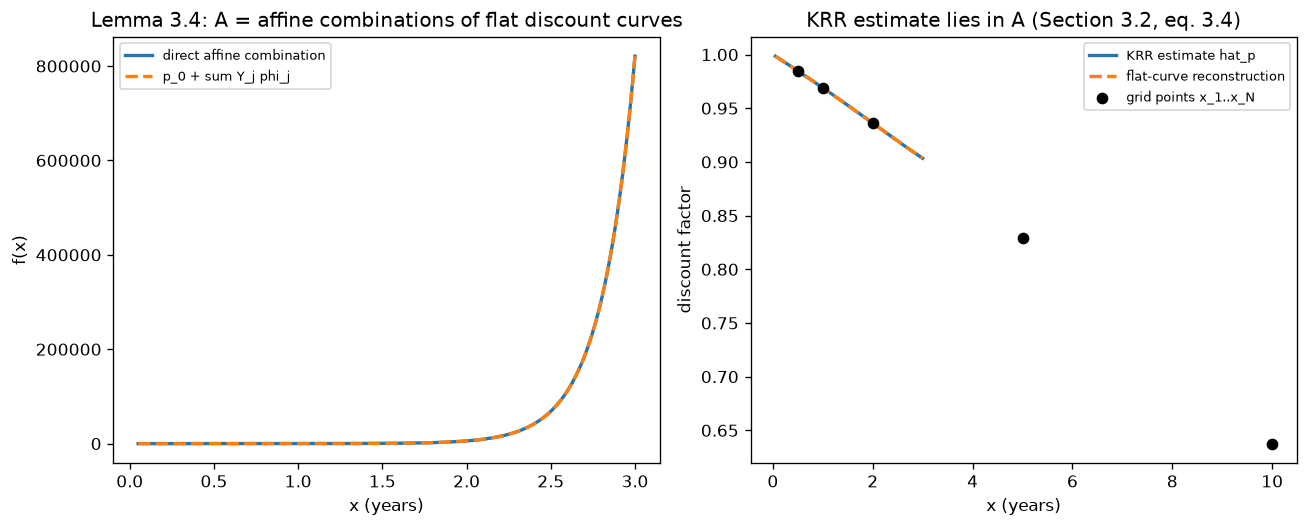 Lemma 3.4: A = affine combinations of flat discount curves
direct affine combination
p_0 + sum Y_j phi_j
800000
600000
400000
200000
0
f(x)
0.0 0.5 1.0 1.5 2.0 2.5 3.0
x (years)
KRR estimate lies in A (Section 3.2, eq. 3.4)
KRR estimate hat_p
flat-curve reconstruction
grid points x_1..x_N
1.00
0.95
0.90
0.85
0.80
0.75
0.70
0.65
discount factor
0 2 4 6 8 10
x (years)